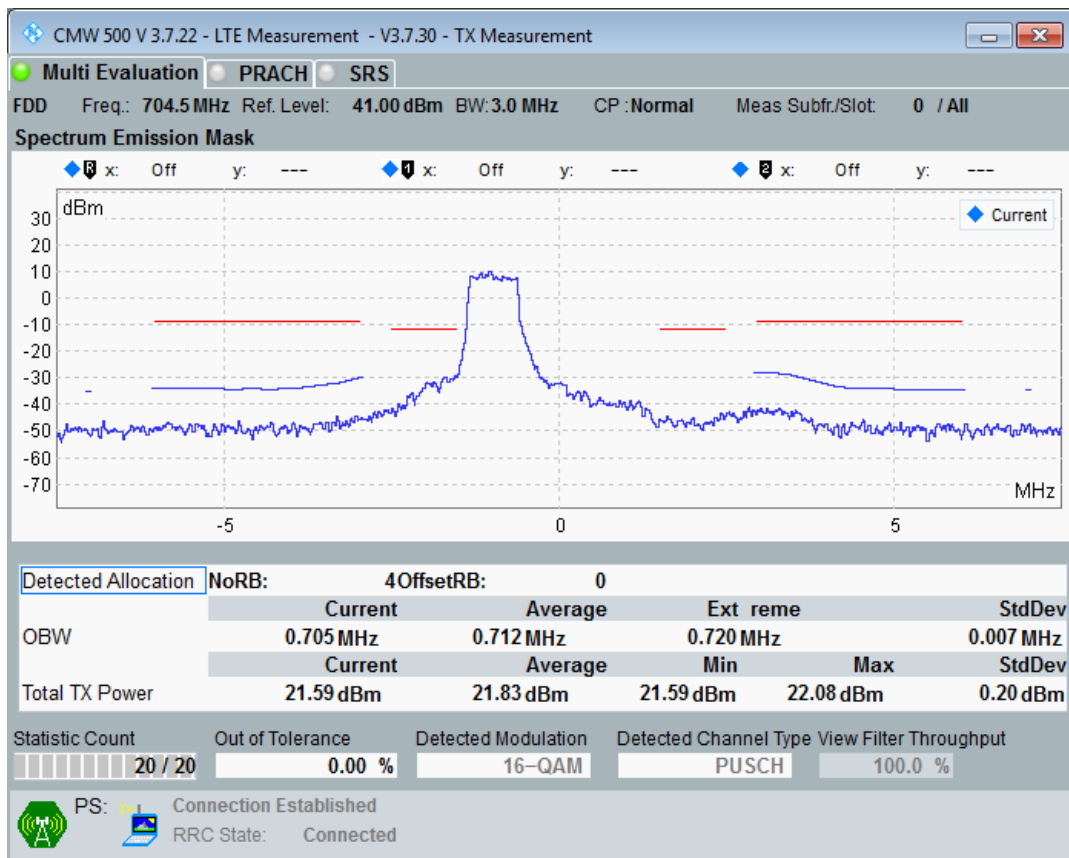 CMW 500 V 3.7.22 - LTE Measurement - V3.7.30 - TX Measurement
Multi Evaluation PRACH SRS
FDD Freq.: 704.5 MHz Ref. Level: 41.00 dBm BW: 3.0 MHz CP : Normal Meas Subfr./Slot: 0 / All
Spectrum Emission Mask
R x: Off y: --- 1 x: Off y: --- 2 x: Off y: ---
dBm
Current
30
20
10
0
-10
-20
-30
-40
-50
-60
-70
MHz
-5 0 5
Detected Allocation NoRB: 4 OffsetRB: 0
Current Average Ext reme StdDev
OBW 0.705 MHz 0.712 MHz 0.720 MHz 0.007 MHz
Current Average Min Max StdDev
Total TX Power 21.59 dBm 21.83 dBm 21.59 dBm 22.08 dBm 0.20 dBm
Statistic Count Out of Tolerance Detected Modulation Detected Channel Type View Filter Throughput
20 / 20 0.00 % 16-QAM PUSCH 100.0 %
PS: Connection Established
RRC State: Connected